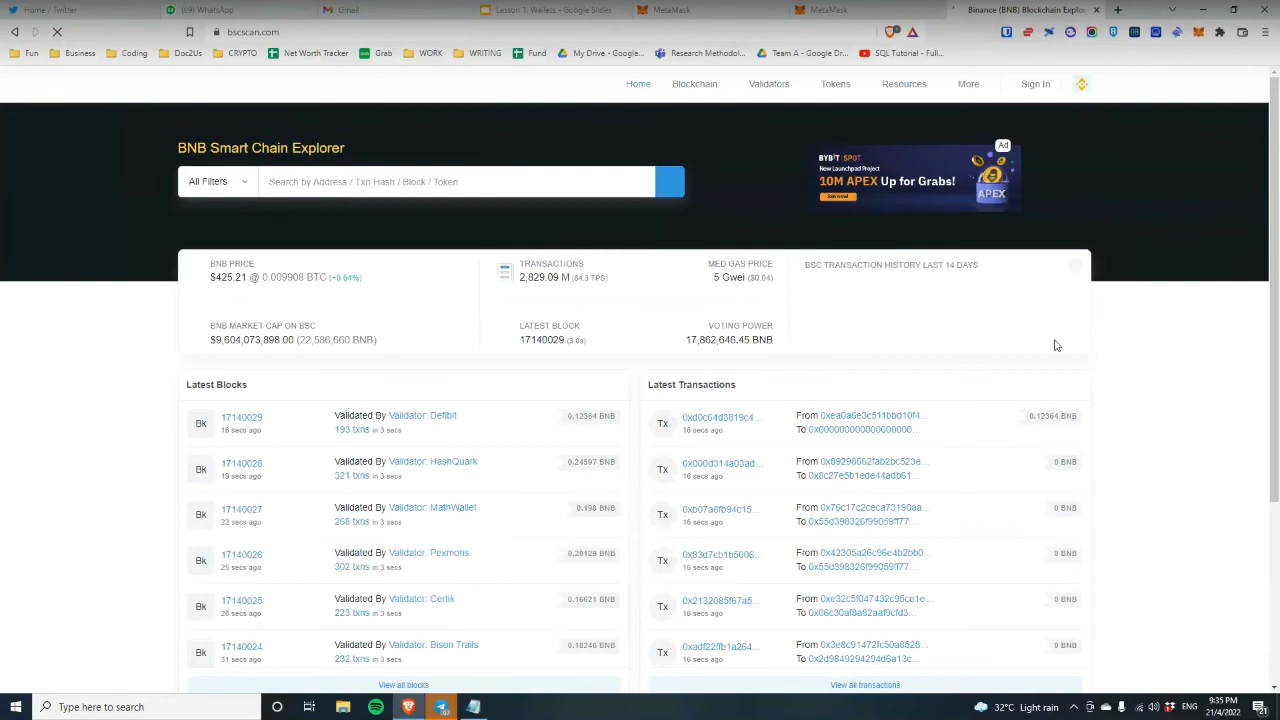 Home / Twitter
(69) WhatsApp
Gmail
Lesson 1: Wallets - Google Slides
MetaMask
MetaMask
Binance (BNB) Blockchain Explo
bscscan.com
Fun
Business
Coding
Doc2Us
CRYPTO
Net Worth Tracker
Grab
WORK
WRITING
Fund
My Drive - Google...
Research Methodol...
Team A - Google Dr...
SQL Tutorial - Full...
Home
Blockchain
Validators
Tokens
Resources
More
Sign In
BNB Smart Chain Explorer
All Filters
Search by Address / Txn Hash / Block / Token
Ad
BYBIT SPOT
New Launchpad Project
10M APEX Up for Grabs!
Join now!
APEX
BNB PRICE
$425.21 @ 0.009908 BTC (+0.64%)
TRANSACTIONS
2,829.09 M (84.3 TPS)
MED GAS PRICE
5 Gwei ($0.04)
BSC TRANSACTION HISTORY LAST 14 DAYS
BNB MARKET CAP ON BSC
$9,604,073,898.00 (22,586,660 BNB)
LATEST BLOCK
17140029 (3.0s)
VOTING POWER
17,862,646.45 BNB
Latest Blocks
Bk
17140029
16 secs ago
Validated By Validator: Defibit
193 txns in 3 secs
0.12364 BNB
Bk
17140028
19 secs ago
Validated By Validator: HashQuark
321 txns in 3 secs
0.24597 BNB
Bk
17140027
22 secs ago
Validated By Validator: MathWallet
268 txns in 3 secs
0.198 BNB
Bk
17140026
25 secs ago
Validated By Validator: Pexmons
302 txns in 3 secs
0.20129 BNB
Bk
17140025
28 secs ago
Validated By Validator: Certik
223 txns in 3 secs
0.16621 BNB
Bk
17140024
31 secs ago
Validated By Validator: Bison Trails
232 txns in 3 secs
0.18246 BNB
View all blocks
Latest Transactions
Tx
0xd0c64d3819c4...
16 secs ago
From 0xea0a6e3c511bbd10f4...
To 0x000000000000000000...
0.12364 BNB
Tx
0x000d314a03ad...
16 secs ago
From 0x89298662fab2bc523e...
To 0x8c27e5b1ede44adb61...
0 BNB
Tx
0xb07a6fb94c15...
16 secs ago
From 0x76c17c2ceca73190aa...
To 0x55d398326f99059ff77...
0 BNB
Tx
0x83d7cb1b5006...
16 secs ago
From 0x42305a26c96e4b2bb0...
To 0x55d398326f99059ff77...
0 BNB
Tx
0x2132085f67a5...
16 secs ago
From 0xe32c5f047432c95ce1e...
To 0x06c30af8a82aaf9cfd3...
0 BNB
Tx
0xadf22ffb1a264...
16 secs ago
From 0x3e8c91472fc50a8528...
To 0x2d9849294294d6a13c...
0 BNB
View all transactions
Type here to search
32°C Light rain
9:35 PM
21/4/2022